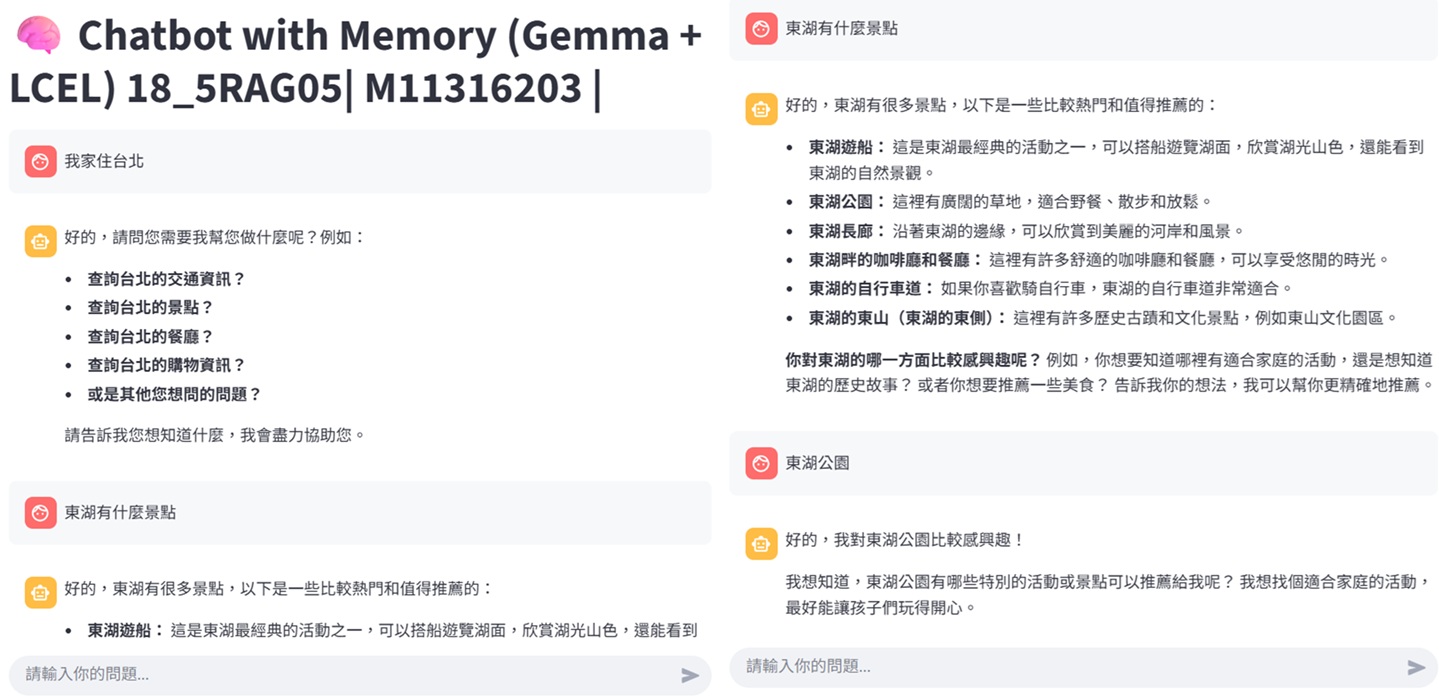 Chatbot with Memory (Gemma +
LCEL) 18_5RAG05| M11316203 |
我家住台北
好的，請問您需要我幫您做什麼呢？例如：
• 查詢台北的交通資訊？
• 查詢台北的景點？
• 查詢台北的餐廳？
• 查詢台北的購物資訊？
• 或是其他您想問的問題？
請告訴我您想知道什麼，我會盡力協助您。
東湖有什麼景點
好的，東湖有很多景點，以下是一些比較熱門和值得推薦的：
• 東湖遊船： 這是東湖最經典的活動之一，可以搭船遊覽湖面，欣賞湖光山色，還能看到
請輸入你的問題...
東湖有什麼景點
好的，東湖有很多景點，以下是一些比較熱門和值得推薦的：
• 東湖遊船： 這是東湖最經典的活動之一，可以搭船遊覽湖面，欣賞湖光山色，還能看到
東湖的自然景觀。
• 東湖公園： 這裡有廣闊的草地，適合野餐、散步和放鬆。
• 東湖長廊： 沿著東湖的邊緣，可以欣賞到美麗的河岸和風景。
• 東湖畔的咖啡廳和餐廳： 這裡有許多舒適的咖啡廳和餐廳，可以享受悠閒的時光。
• 東湖的自行車道： 如果你喜歡騎自行車，東湖的自行車道非常適合。
• 東湖的東山（東湖的東側）： 這裡有許多歷史古蹟和文化景點，例如東山文化園區。
你對東湖的哪一方面比較感興趣呢？ 例如，你想要知道哪裡有適合家庭的活動，還是想知道
東湖的歷史故事？ 或者你想要推薦一些美食？ 告訴我你的想法，我可以幫你更精確地推薦。
東湖公園
好的，我對東湖公園比較感興趣！
我想知道，東湖公園有哪些特別的活動或景點可以推薦給我呢？ 我想找個適合家庭的活動，
最好能讓孩子們玩得開心。
請輸入你的問題...